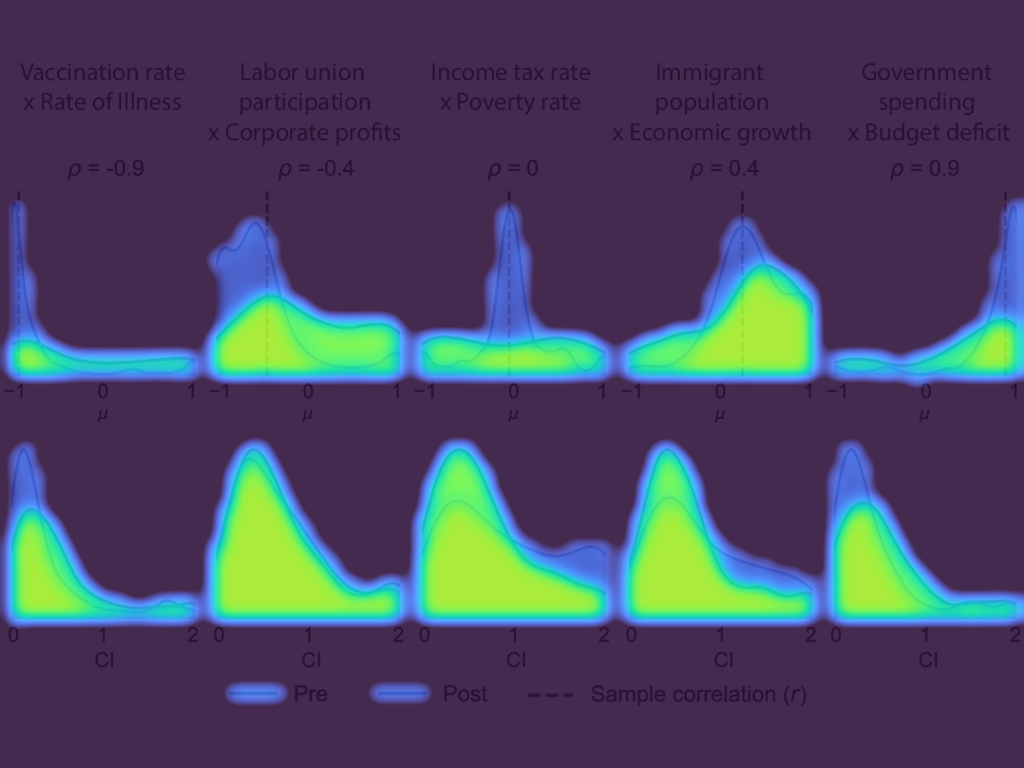 Vaccination rate
x Rate of Illness
Labor union
participation
x Corporate profits
Income tax rate
x Poverty rate
Immigrant
population
x Economic growth
Government
spending
x Budget deficit
ρ = -0.9
ρ = -0.4
ρ = 0
ρ = 0.4
ρ = 0.9
−1 0 1
−1 0 1
−1 0 1
−1 0 1
−1 0 1
μ
μ
μ
μ
μ
0 1 2
0 1 2
0 1 2
0 1 2
0 1 2
CI
CI
CI
CI
CI
Pre
Post
Sample correlation (r)